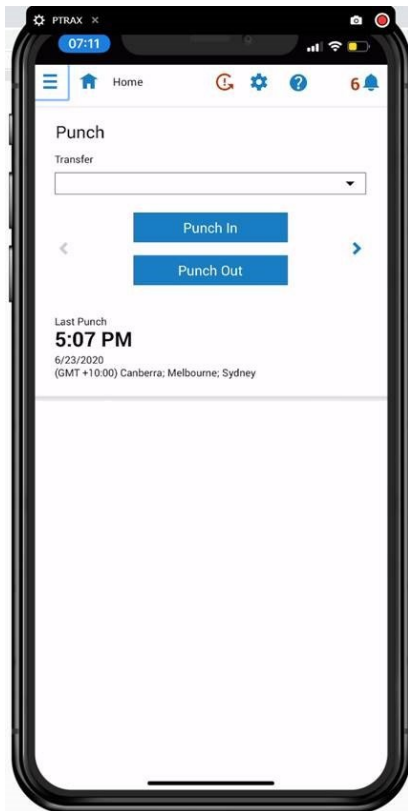 PTRAX
07:11
Home
6
Punch
Transfer
Punch In
Punch Out
Last Punch
5:07 PM
6/23/2020
(GMT +10:00) Canberra; Melbourne; Sydney